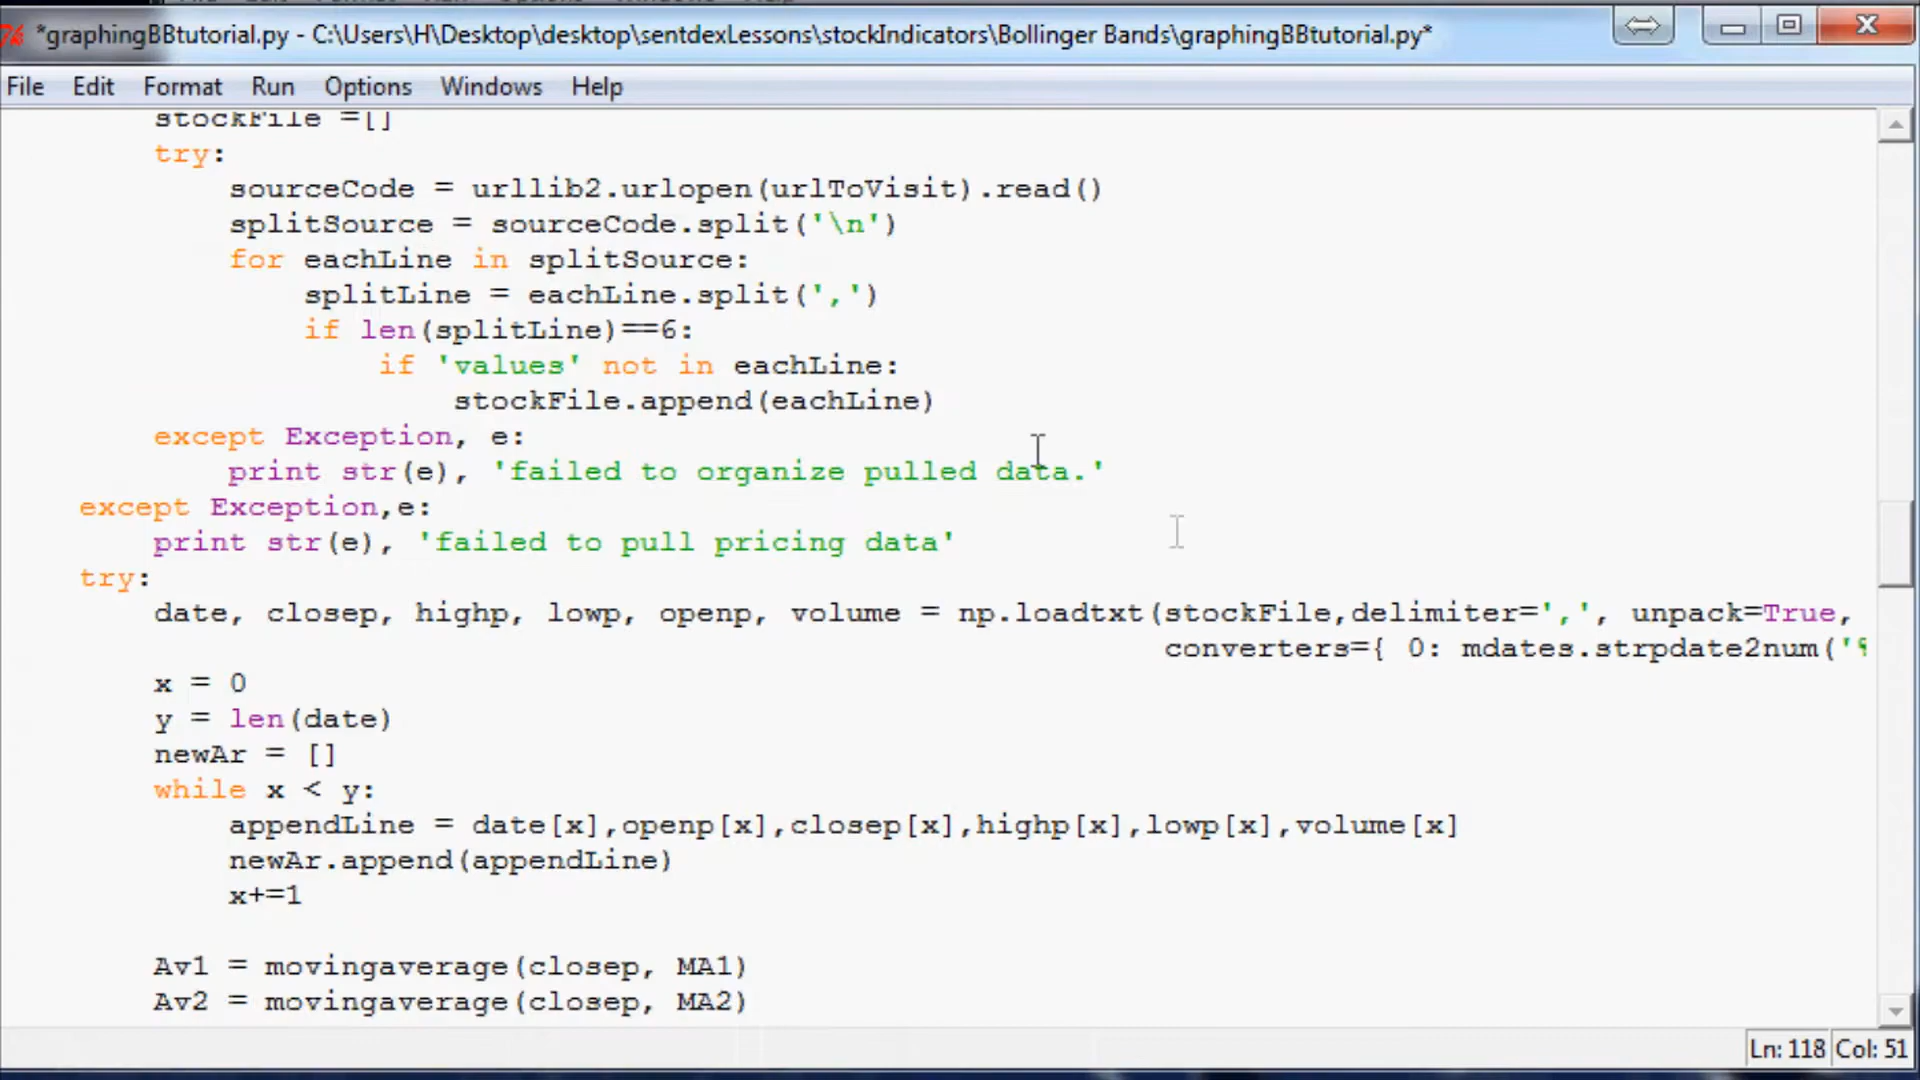 *graphingBBtutorial.py - C:\Users\H\Desktop\desktop\sentdexLessons\stockIndicators\Bollinger Bands\graphingBBtutorial.py*
File Edit Format Run Options Windows Help
stockFile =[]
try:
sourceCode = urllib2.urlopen(urlToVisit).read()
splitSource = sourceCode.split('\n')
for eachLine in splitSource:
splitLine = eachLine.split(',')
if len(splitLine)==6:
if 'values' not in eachLine:
stockFile.append(eachLine)
except Exception, e:
print str(e), 'failed to organize pulled data.'
except Exception,e:
print str(e), 'failed to pull pricing data'
try:
date, closep, highp, lowp, openp, volume = np.loadtxt(stockFile,delimiter=',', unpack=True,
converters={ 0: mdates.strpdate2num('
x = 0
y = len(date)
newAr = []
while x < y:
appendLine = date[x],openp[x],closep[x],highp[x],lowp[x],volume[x]
newAr.append(appendLine)
x+=1
Av1 = movingaverage(closep, MA1)
Av2 = movingaverage(closep, MA2)
Ln: 118 Col: 51